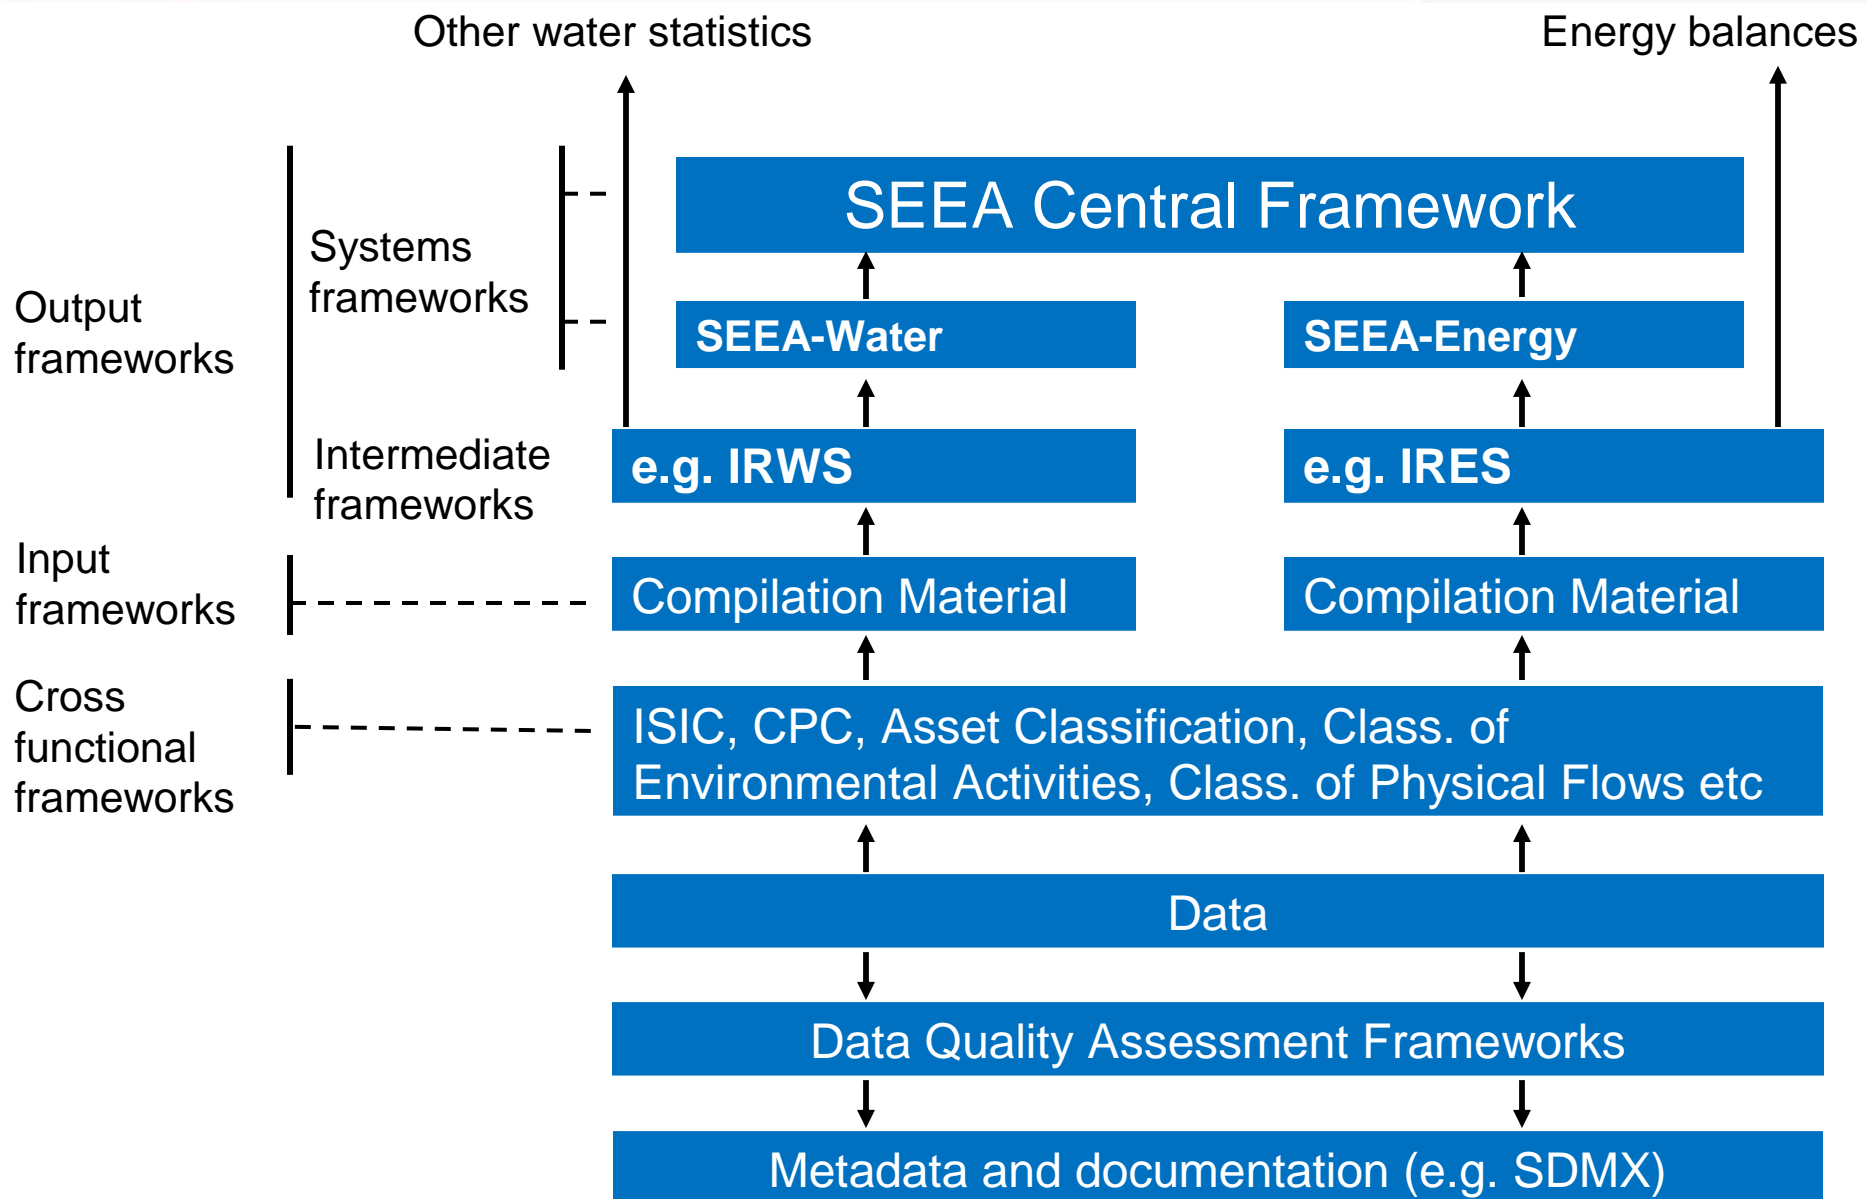 Other water statistics
Energy balances
SEEA Central Framework
Systems
frameworks
Output
frameworks
SEEA-Water
SEEA-Energy
Intermediate
frameworks
e.g. IRWS
e.g. IRES
Input
frameworks
Compilation Material
Compilation Material
Cross
functional
frameworks
ISIC, CPC, Asset Classification, Class. of
Environmental Activities, Class. of Physical Flows etc
Data
Data Quality Assessment Frameworks
Metadata and documentation (e.g. SDMX)